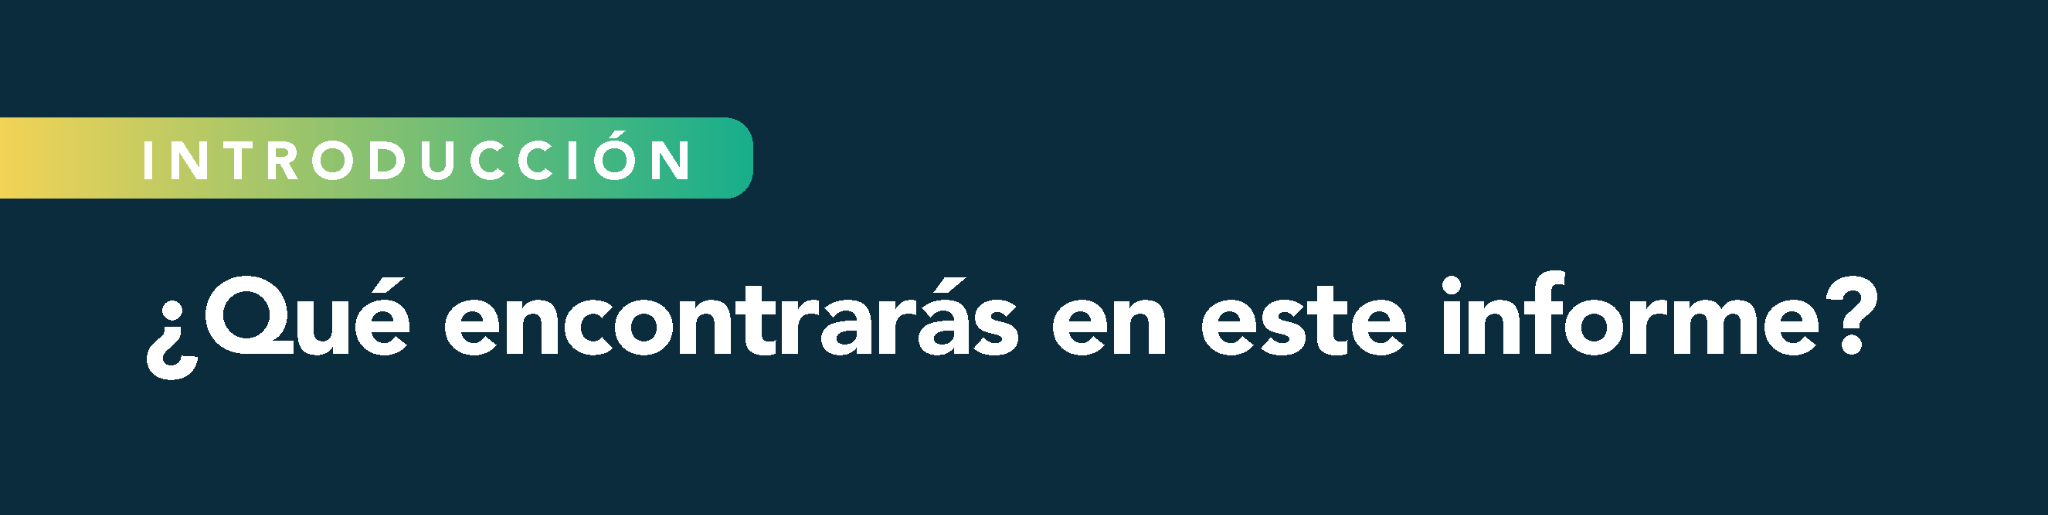 INTRODUCCIÓN
¿Qué encontrarás en este informe?